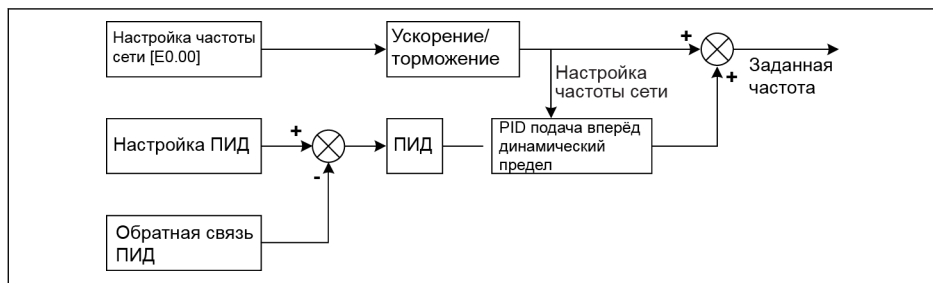 Настройка частоты
сети [E0.00]
Ускорение/
торможение
+
+
Заданная
частота
Настройка
частоты сети
Настройка ПИД
+
-
ПИД
PID подача вперёд
динамический
предел
Обратная связь
ПИД